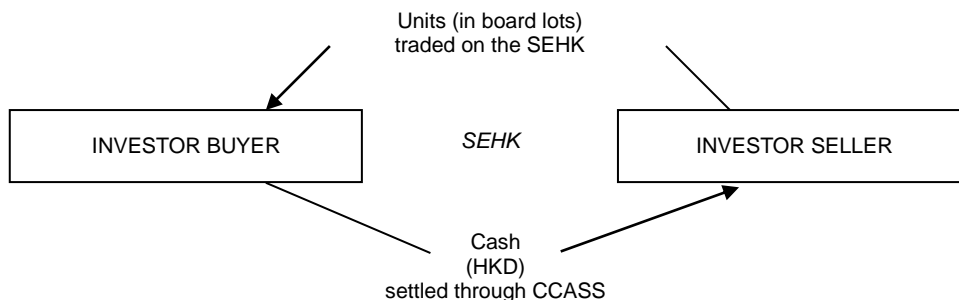 Units (in board lots)
traded on the SEHK
INVESTOR BUYER
SEHK
INVESTOR SELLER
Cash
(HKD)
settled through CCASS